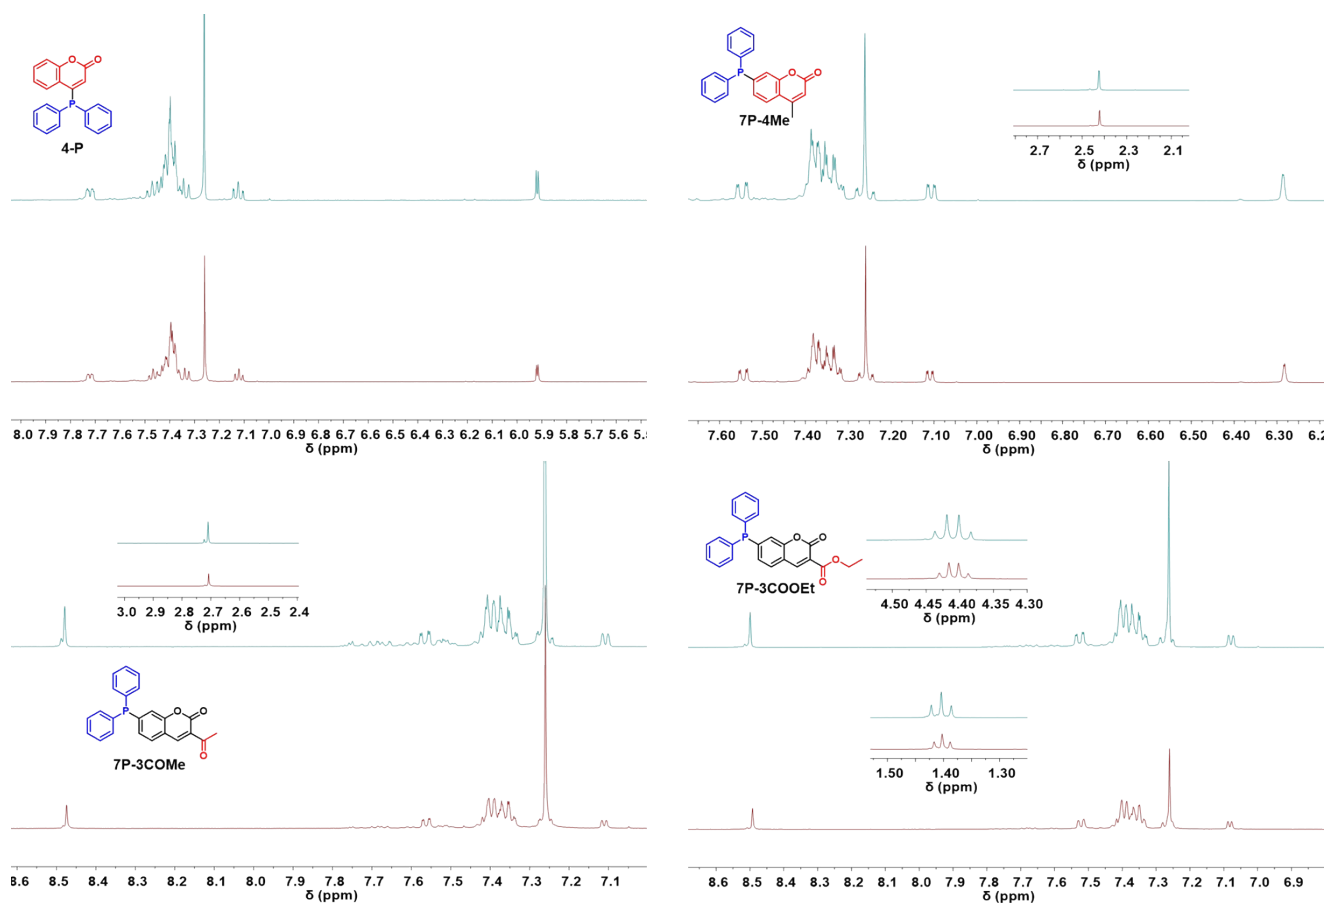 O O
P
4-P
8.0 7.9 7.8 7.7 7.6 7.5 7.4 7.3 7.2 7.1 7.0 6.9 6.8 6.7 6.6 6.5 6.4 6.3 6.2 6.1 6.0 5.9 5.8 5.7 5.6 5.5
δ (ppm)
P O O
7P-4Me
2.7 2.5 2.3 2.1
δ (ppm)
7.60 7.50 7.40 7.30 7.20 7.10 7.00 6.90 6.80 6.70 6.60 6.50 6.40 6.30 6.2
δ (ppm)
3.0 2.9 2.8 2.7 2.6 2.5 2.4
δ (ppm)
P O O
O
7P-3COMe
8.6 8.5 8.4 8.3 8.2 8.1 8.0 7.9 7.8 7.7 7.6 7.5 7.4 7.3 7.2 7.1
δ (ppm)
P O O
O
O
7P-3COOEt
4.50 4.45 4.40 4.35 4.30
δ (ppm)
1.50 1.40 1.30
δ (ppm)
8.6 8.5 8.4 8.3 8.2 8.1 8.0 7.9 7.8 7.7 7.6 7.5 7.4 7.3 7.2 7.1 7.0 6.9 6.8
δ (ppm)